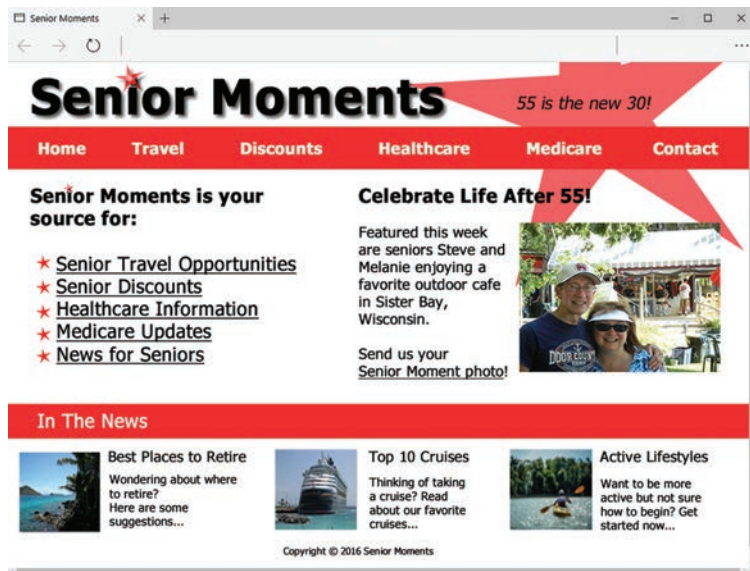 Senior Moments
Senior Moments
55 is the new 30!
Home Travel Discounts Healthcare Medicare Contact
Senior Moments is your
source for:
Senior Travel Opportunities
Senior Discounts
Healthcare Information
Medicare Updates
News for Seniors
Celebrate Life After 55!
Featured this week
are seniors Steve and
Melanie enjoying a
favorite outdoor cafe
in Sister Bay,
Wisconsin.
Send us your
Senior Moment photo!
DOOR COUNTY
In The News
Best Places to Retire
Wondering about where
to retire?
Here are some
suggestions...
Top 10 Cruises
Thinking of taking
a cruise? Read
about our favorite
cruises...
Active Lifestyles
Want to be more
active but not sure
how to begin? Get
started now...
Copyright © 2016 Senior Moments